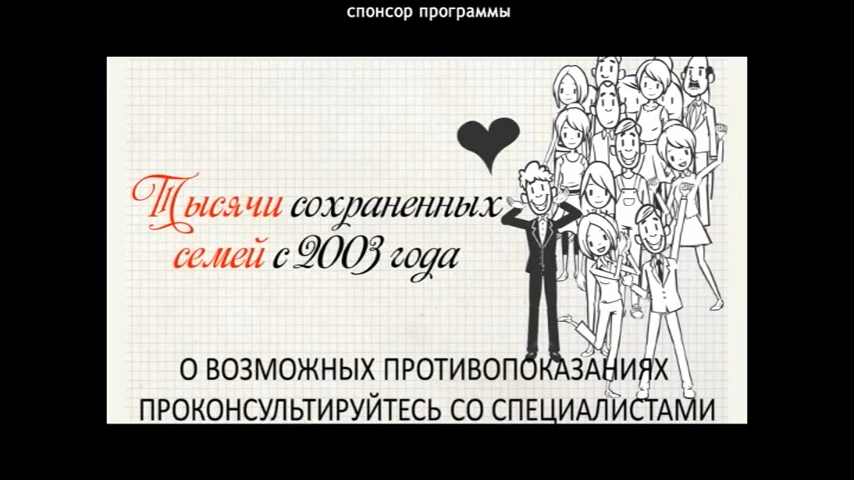 спонсор программы
Тысячи сохраненных
семей с 2003 года
О ВОЗМОЖНЫХ ПРОТИВОПОКАЗАНИЯХ
ПРОКОНСУЛЬТИРУЙТЕСЬ СО СПЕЦИАЛИСТАМИ